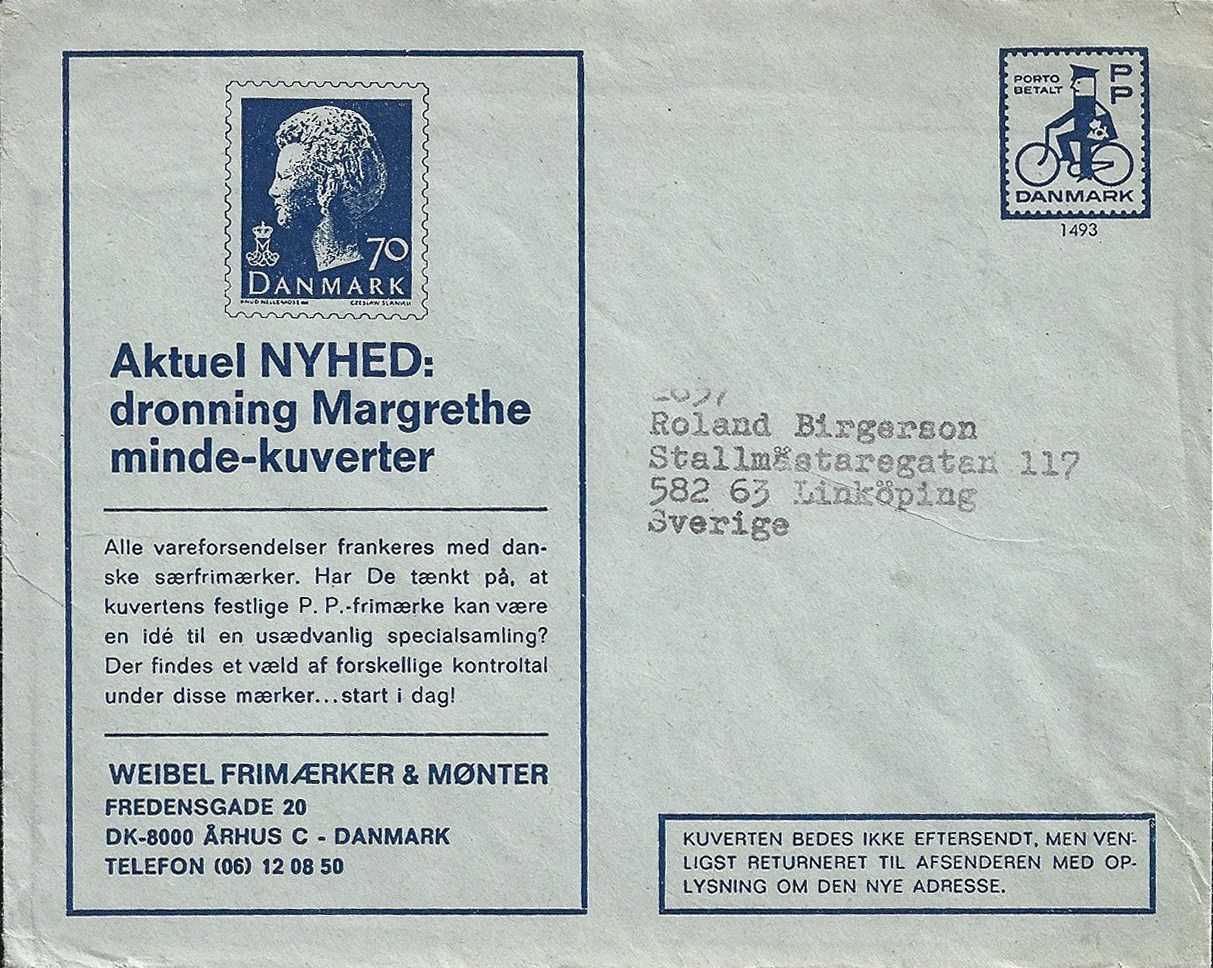 70
DANMARK
CZESLAW SLANIA
Aktuel NYHED:
dronning Margrethe
minde-kuverter
Alle vareforsendelser frankeres med dan-
ske særfrimærker. Har De tænkt på, at
kuvertens festlige P. P.-frimærke kan være
en idé til en usædvanlig specialsamling?
Der findes et væld af forskellige kontroltal
under disse mærker...start i dag!
WEIBEL FRIMÆRKER & MØNTER
FREDENSGADE 20
DK-8000 ÅRHUS C - DANMARK
TELEFON (06) 12 08 50
PORTO
BETALT
P
P
DANMARK
1493
Roland Birgerson
Stallmästaregatan 117
582 63 Linköping
Sverige
KUVERTEN BEDES IKKE EFTERSENDT, MEN VEN-
LIGST RETURNERET TIL AFSENDEREN MED OP-
LYSNING OM DEN NYE ADRESSE.